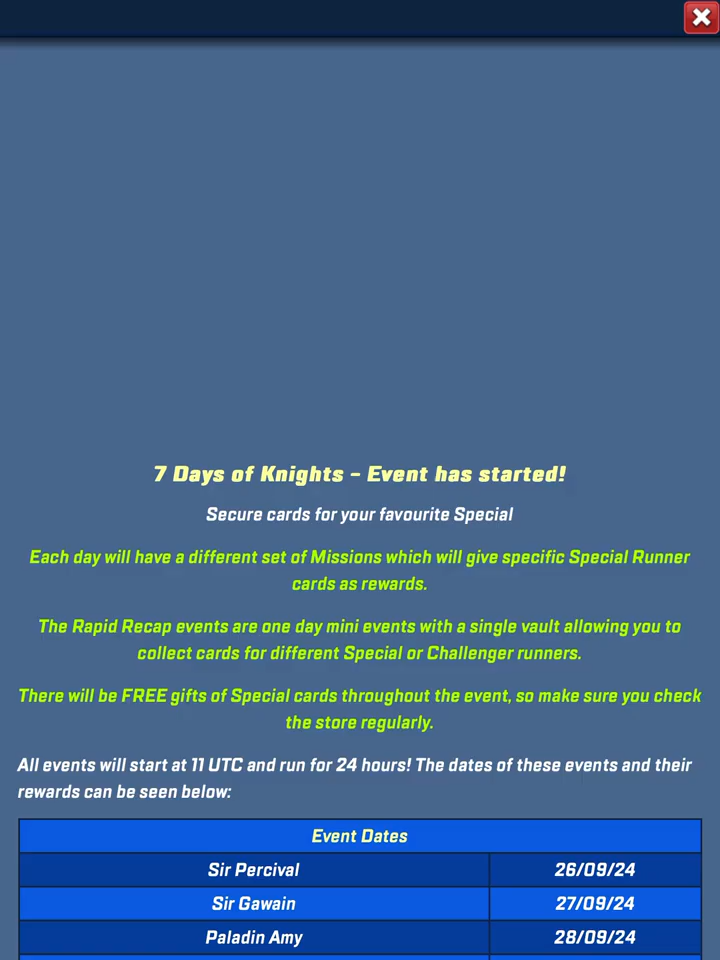 7 Days of Knights – Event has started!
Secure cards for your favourite Special
Each day will have a different set of Missions which will give specific Special Runner
cards as rewards.
The Rapid Recap events are one day mini events with a single vault allowing you to
collect cards for different Special or Challenger runners.
There will be FREE gifts of Special cards throughout the event, so make sure you check
the store regularly.
All events will start at 11 UTC and run for 24 hours! The dates of these events and their
rewards can be seen below:
Event Dates
Sir Percival 26/09/24
Sir Gawain 27/09/24
Paladin Amy 28/09/24